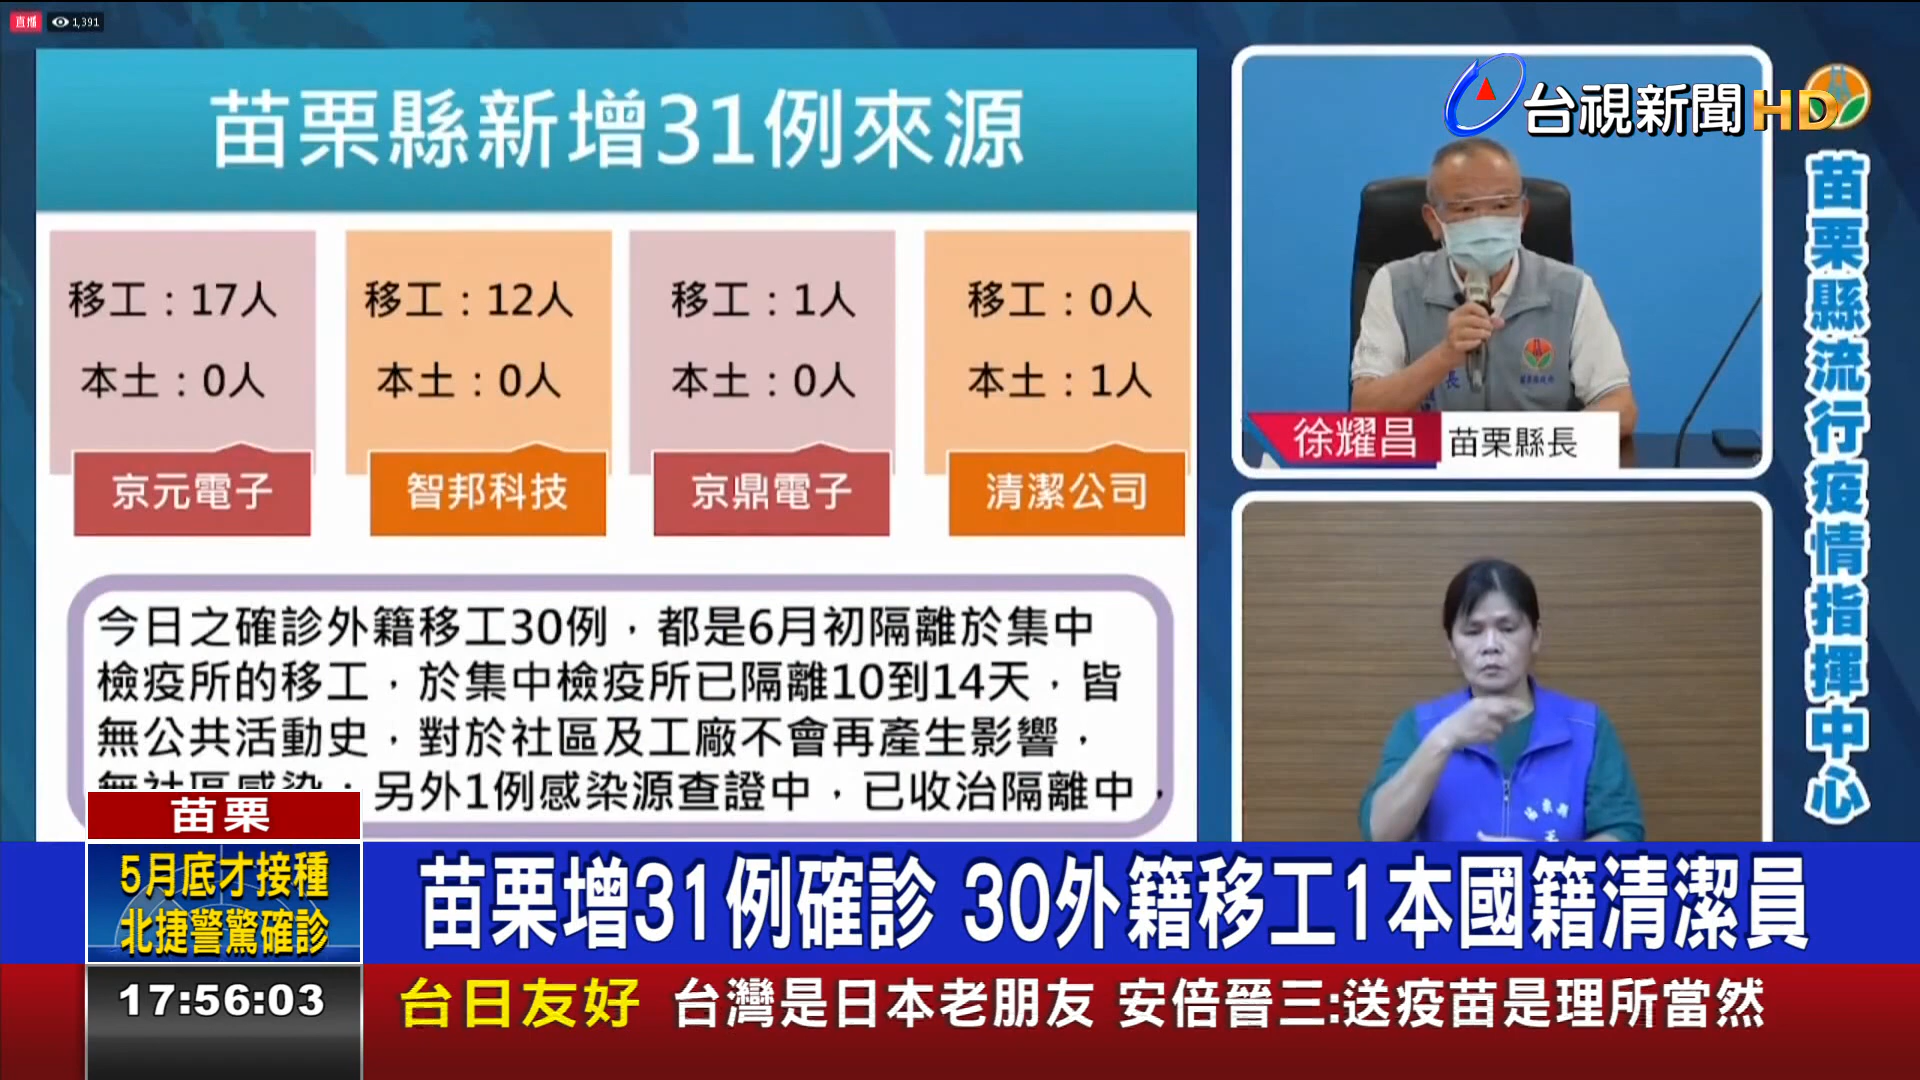 直播 1,391
苗栗縣新增31例來源
移工：17人
本土：0人
京元電子
移工：12人
本土：0人
智邦科技
移工：1人
本土：0人
京鼎電子
移工：0人
本土：1人
清潔公司
今日之確診外籍移工30例，都是6月初隔離於集中
檢疫所的移工，於集中檢疫所已隔離10到14天，皆
無公共活動史，對於社區及工廠不會再產生影響，
無社區感染；另外1例感染源查證中，已收治隔離中，
台視新聞HD
徐耀昌 苗栗縣長
苗栗縣流行疫情指揮中心
苗栗
5月底才接種
北捷警驚確診
苗栗增31例確診 30外籍移工1本國籍清潔員
17:56:03
台日友好 台灣是日本老朋友 安倍晉三:送疫苗是理所當然